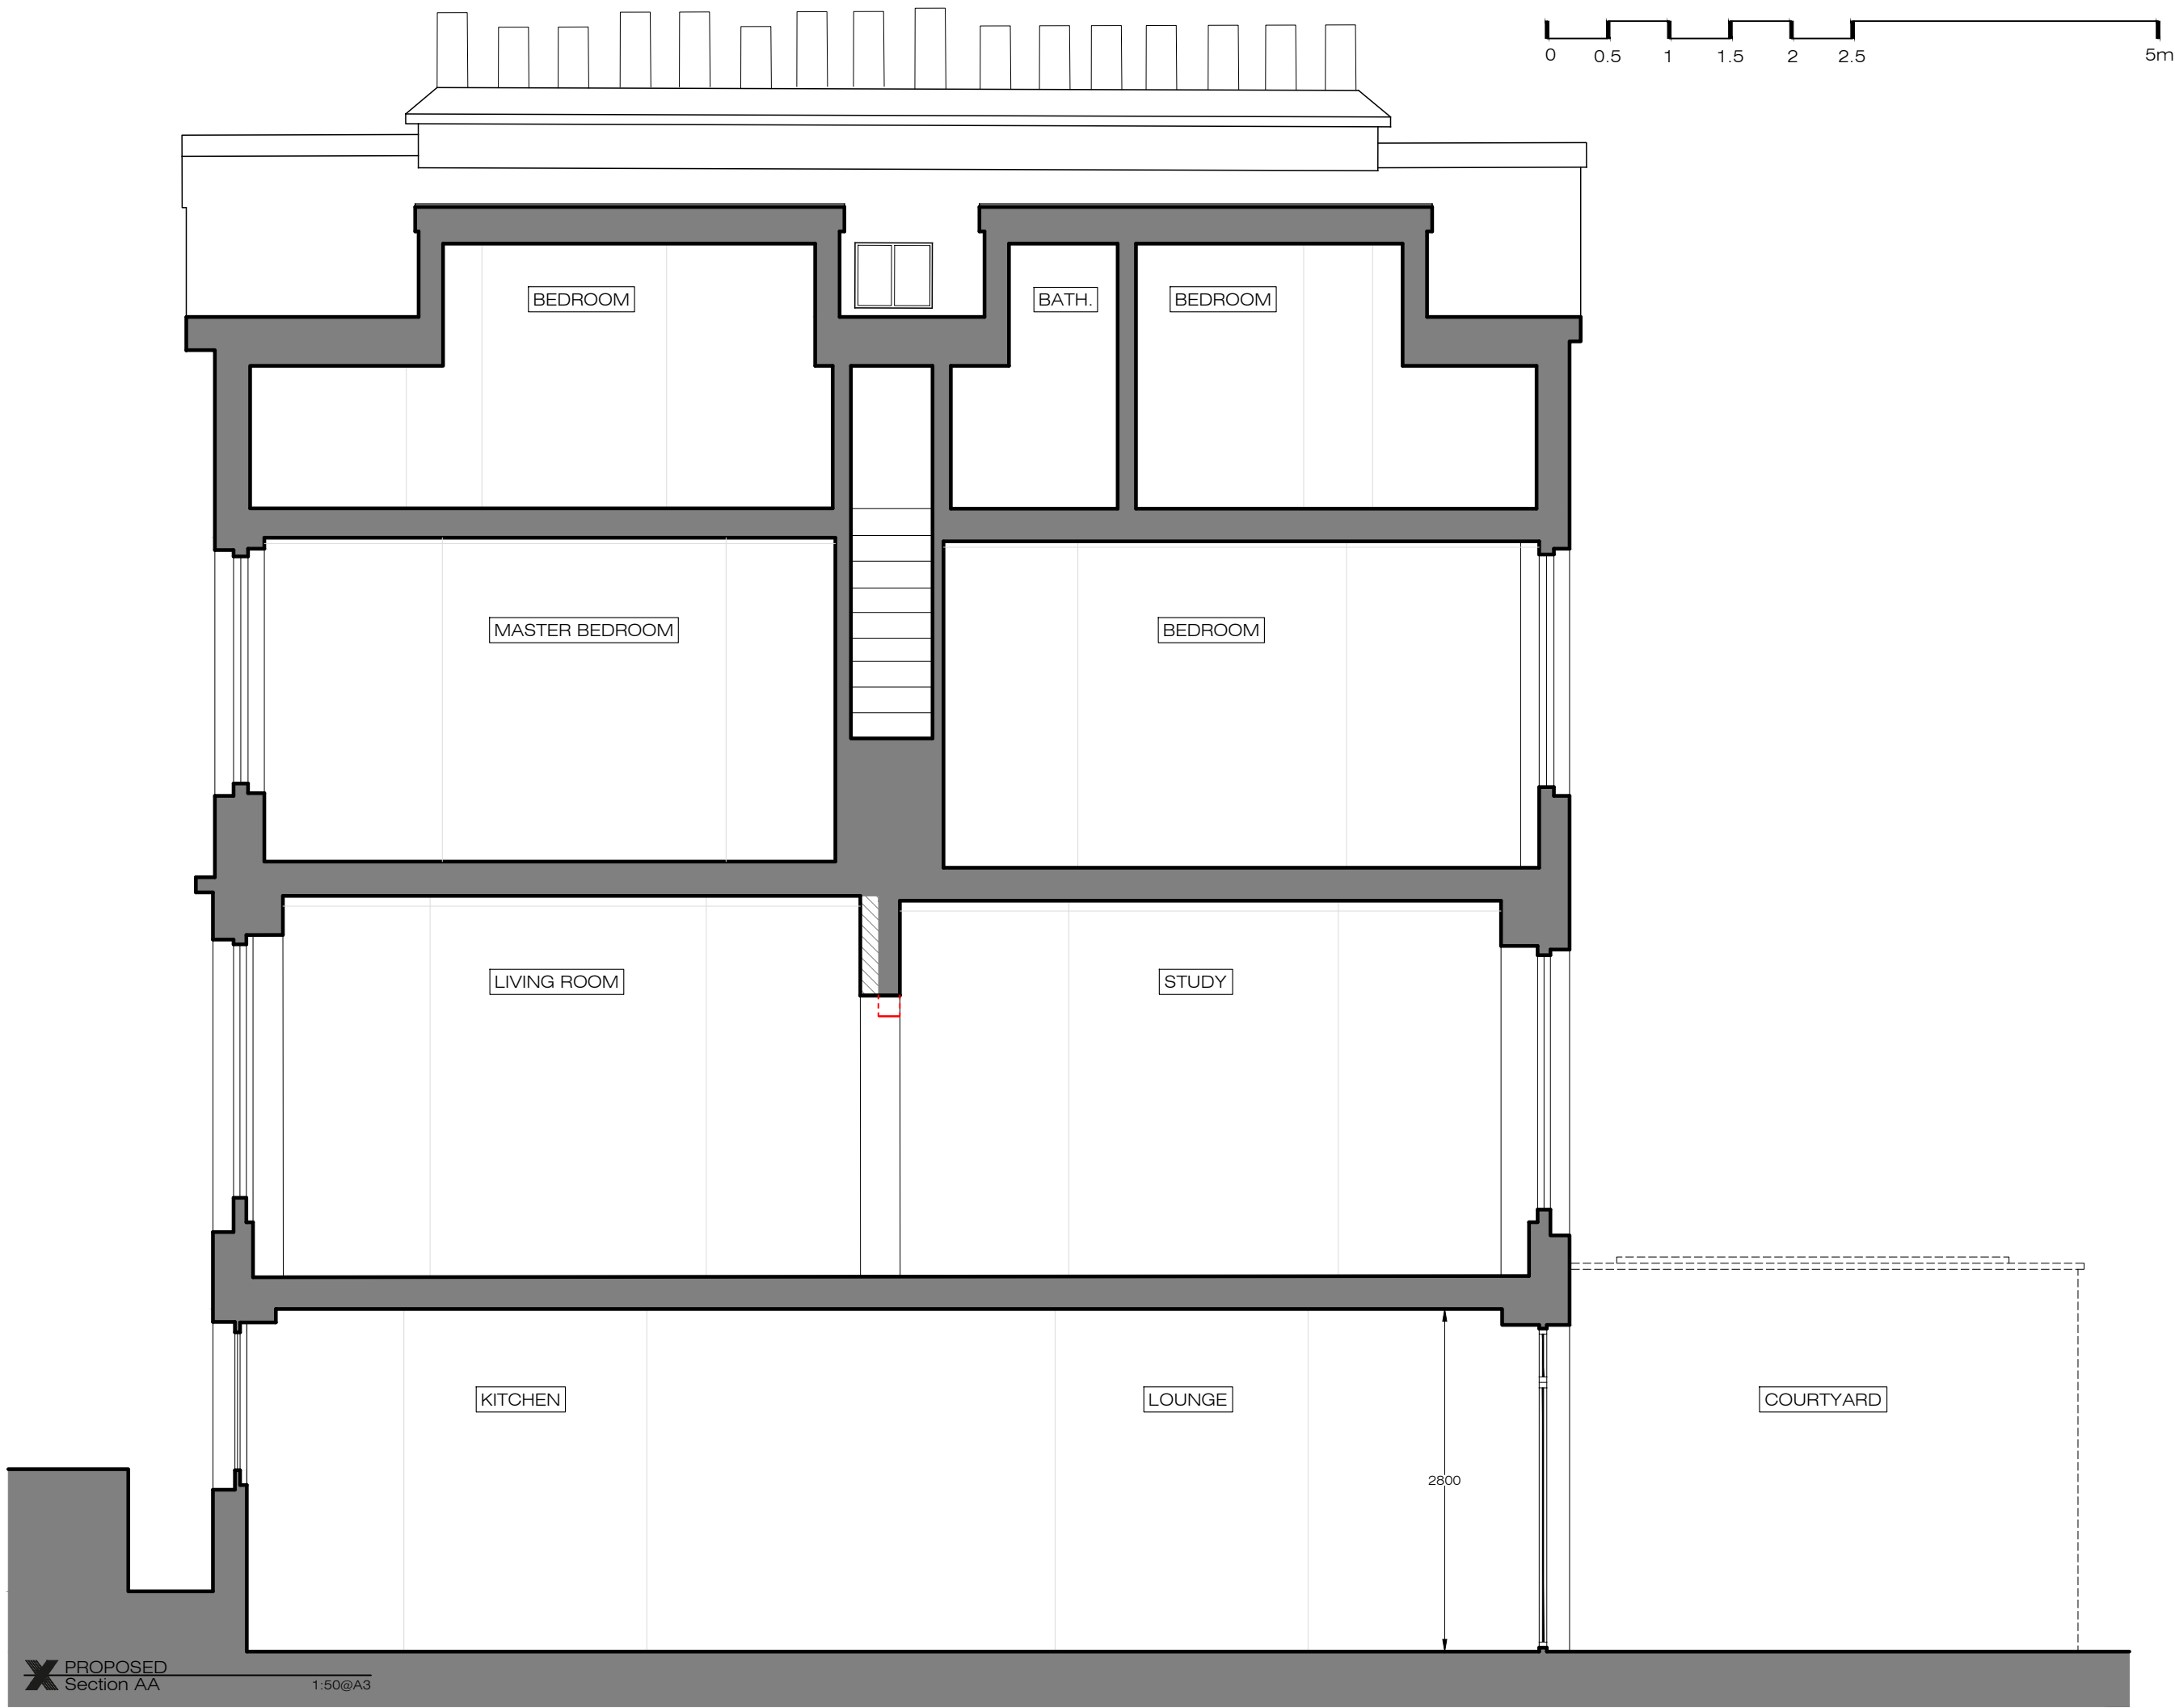 0 0.5 1 1.5 2 2.5 5m
BEDROOM BATH. BEDROOM
MASTER BEDROOM BEDROOM
LIVING ROOM STUDY
KITCHEN LOUNGE COURTYARD
2800
PROPOSED
Section AA 1:50@A3